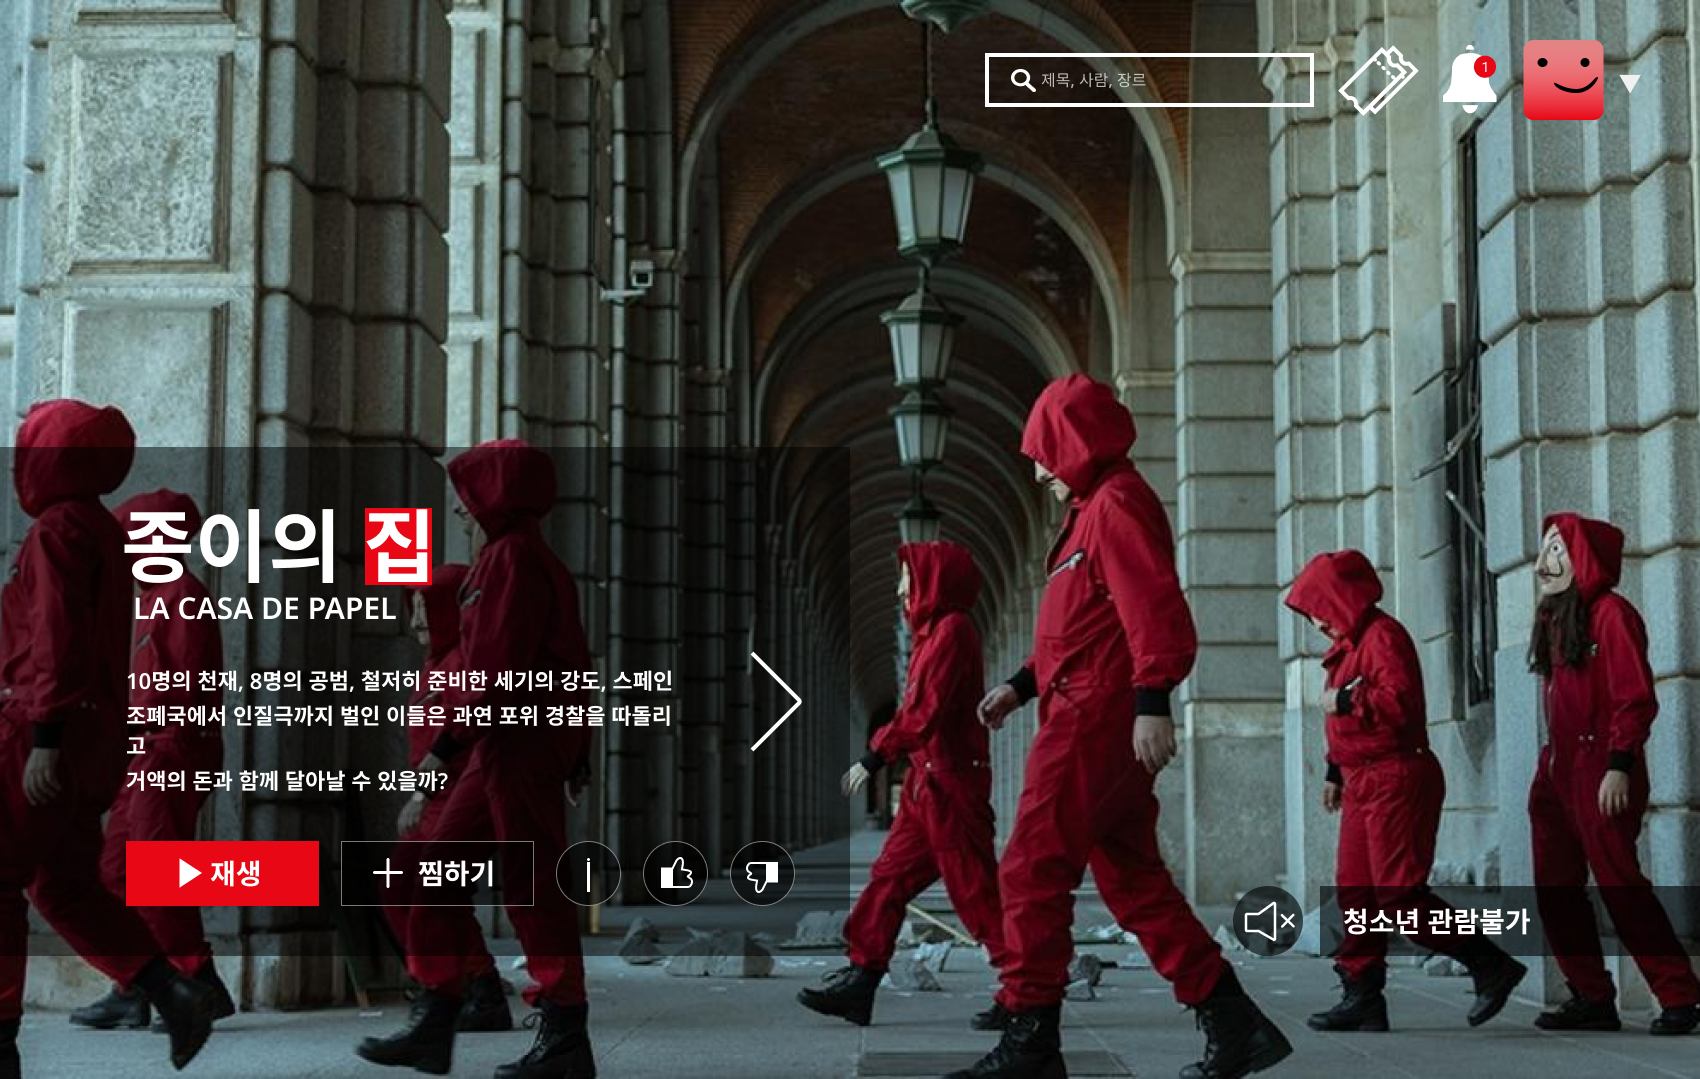 제목, 사람, 장르
1
종이의 집
LA CASA DE PAPEL
10명의 천재, 8명의 공범, 철저히 준비한 세기의 강도, 스페인
조폐국에서 인질극까지 벌인 이들은 과연 포위 경찰을 따돌리
고
거액의 돈과 함께 달아날 수 있을까?
재생
찜하기
청소년 관람불가